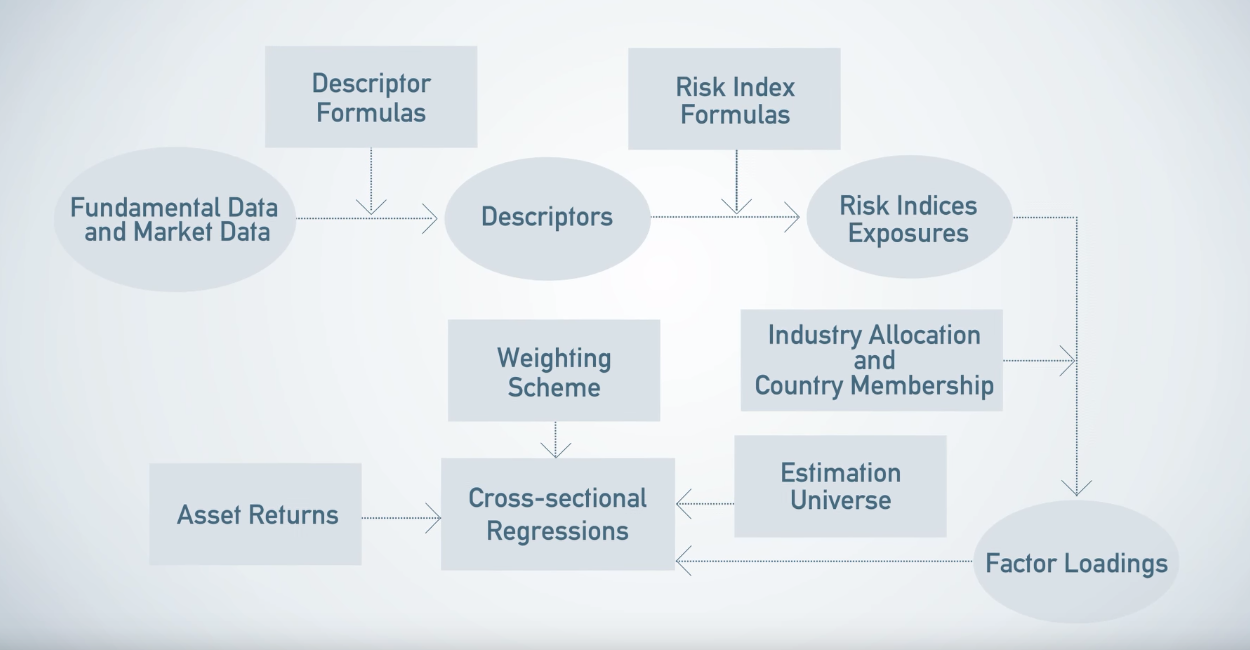 Descriptor
Formulas
Risk Index
Formulas
Fundamental Data
and Market Data
Descriptors
Risk Indices
Exposures
Weighting
Scheme
Industry Allocation
and
Country Membership
Asset Returns
Cross-sectional
Regressions
Estimation
Universe
Factor Loadings